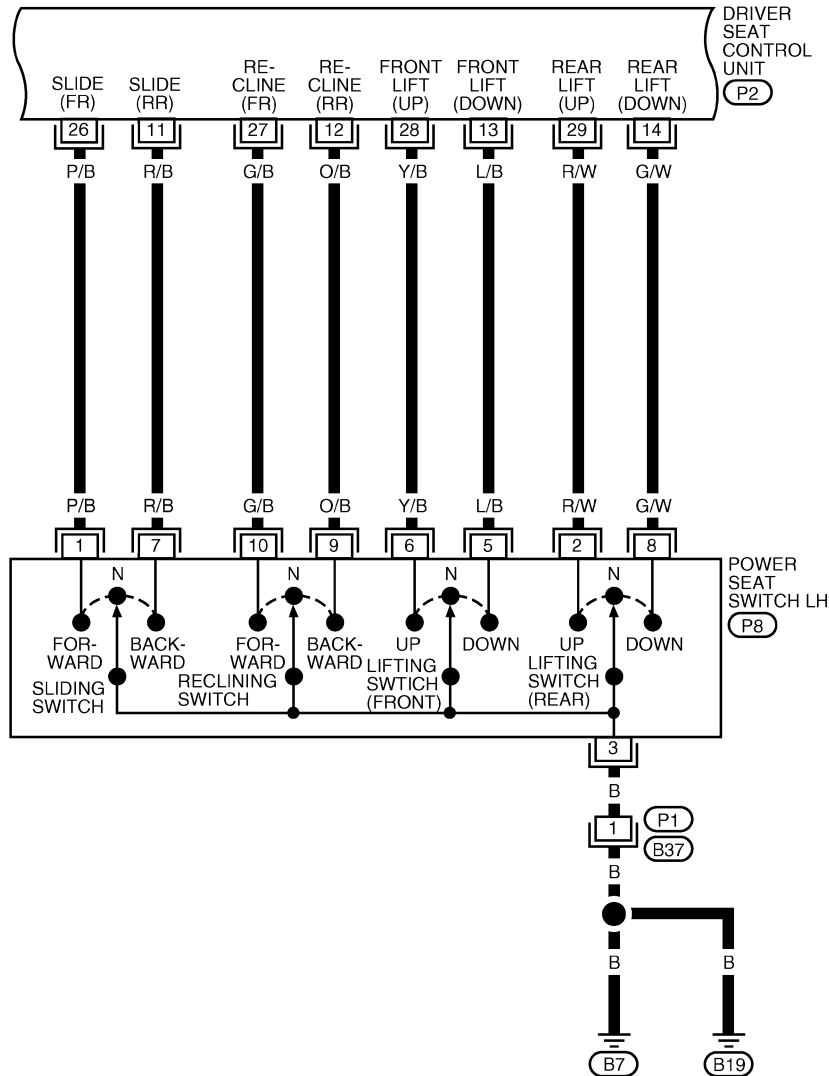 DRIVER
SEAT
CONTROL
UNIT
P2
SLIDE
(FR)
SLIDE
(RR)
RE-
CLINE
(FR)
RE-
CLINE
(RR)
FRONT
LIFT
(UP)
FRONT
LIFT
(DOWN)
REAR
LIFT
(UP)
REAR
LIFT
(DOWN)
26 11 27 12 28 13 29 14
P/B R/B G/B O/B Y/B L/B R/W G/W
P/B R/B G/B O/B Y/B L/B R/W G/W
1 7 10 9 6 5 2 8
POWER
SEAT
SWITCH LH
P8
N N N N
FOR-
WARD
BACK-
WARD
SLIDING
SWITCH
FOR-
WARD
BACK-
WARD
RECLINING
SWITCH
UP DOWN
LIFTING
SWTICH
(FRONT)
UP DOWN
LIFTING
SWITCH
(REAR)
3
B
1
P1
B37
B
B B
B7 B19